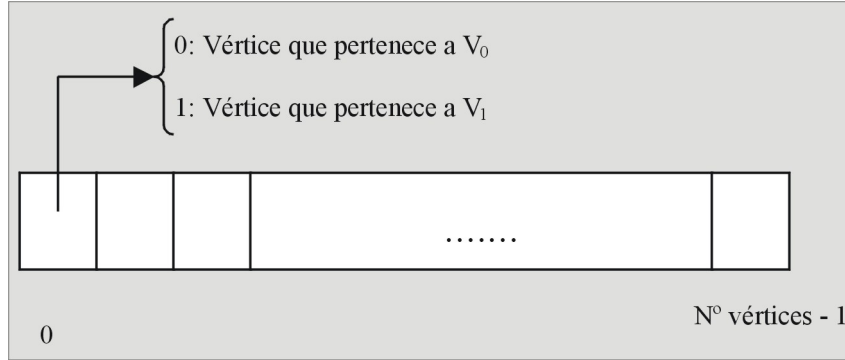 0: Vértice que pertenece a V₀
1: Vértice que pertenece a V₁
.......
0
Nº vértices - 1